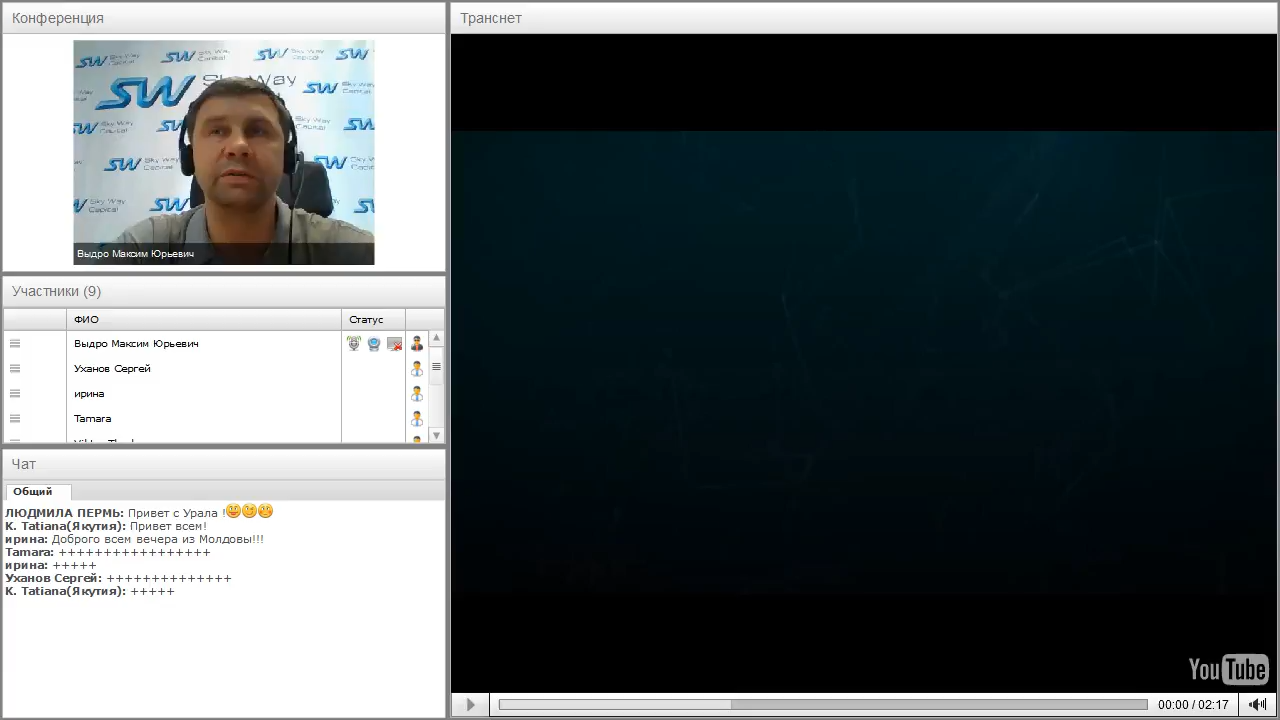 Конференция
SW
Sky Way
Capital
Выдро Максим Юрьевич
Участники (9)
ФИО
Статус
Выдро Максим Юрьевич
Уханов Сергей
ирина
Tamara
Чат
Общий
ЛЮДМИЛА ПЕРМЬ: Привет с Урала !
K. Tatiana(Якутия): Привет всем!
ирина: Доброго всем вечера из Молдовы!!!
Tamara: +++++++++++++++++
ирина: +++++
Уханов Сергей: ++++++++++++++
K. Tatiana(Якутия): +++++
Транснет
YouTube
00:00 / 02:17